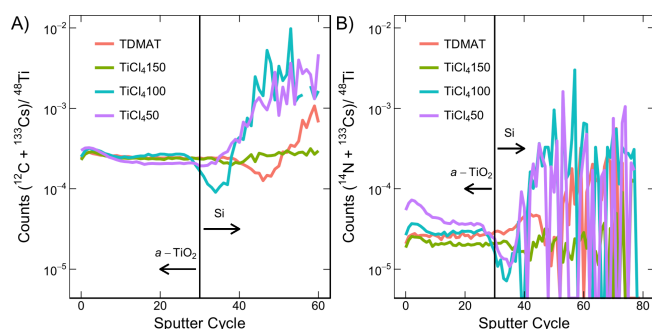 A)
10⁻²
10⁻³
10⁻⁴
10⁻⁵
Counts (¹²C + ¹³³Cs)/ ⁴⁸Ti
TDMAT
TiCl₄150
TiCl₄100
TiCl₄50
Si
a – TiO₂
0 20 40 60
Sputter Cycle
B)
10⁻²
10⁻³
10⁻⁴
10⁻⁵
Counts (¹⁴N + ¹³³Cs)/ ⁴⁸Ti
TDMAT
TiCl₄150
TiCl₄100
TiCl₄50
Si
a – TiO₂
0 20 40 60 80
Sputter Cycle